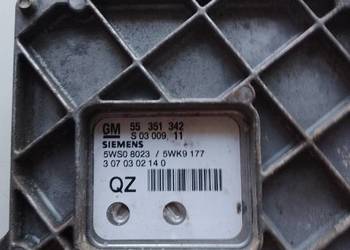 GM 55 351 342
S 03 009. 11
SIEMENS
5WS0 8023 / 5WK9 177
3 07 03 02 14 0
QZ